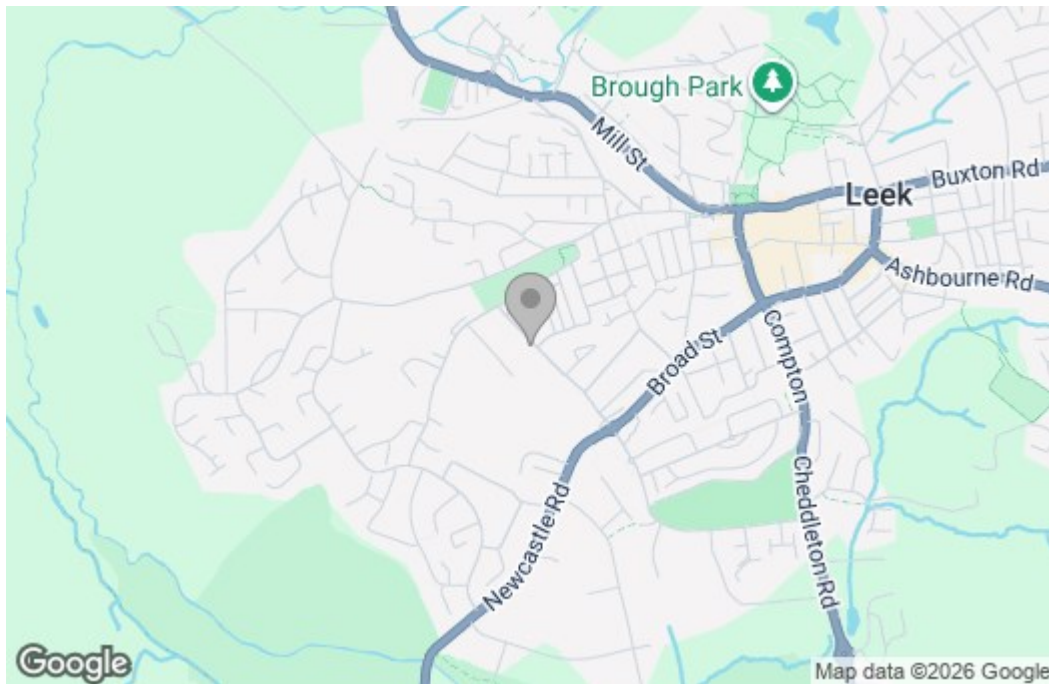 Brough Park
Mill St
Leek
Buxton Rd
Ashbourne Rd
Broad St
Compton
Newcastle Rd
Cheddleton Rd
Google
Map data ©2026 Google